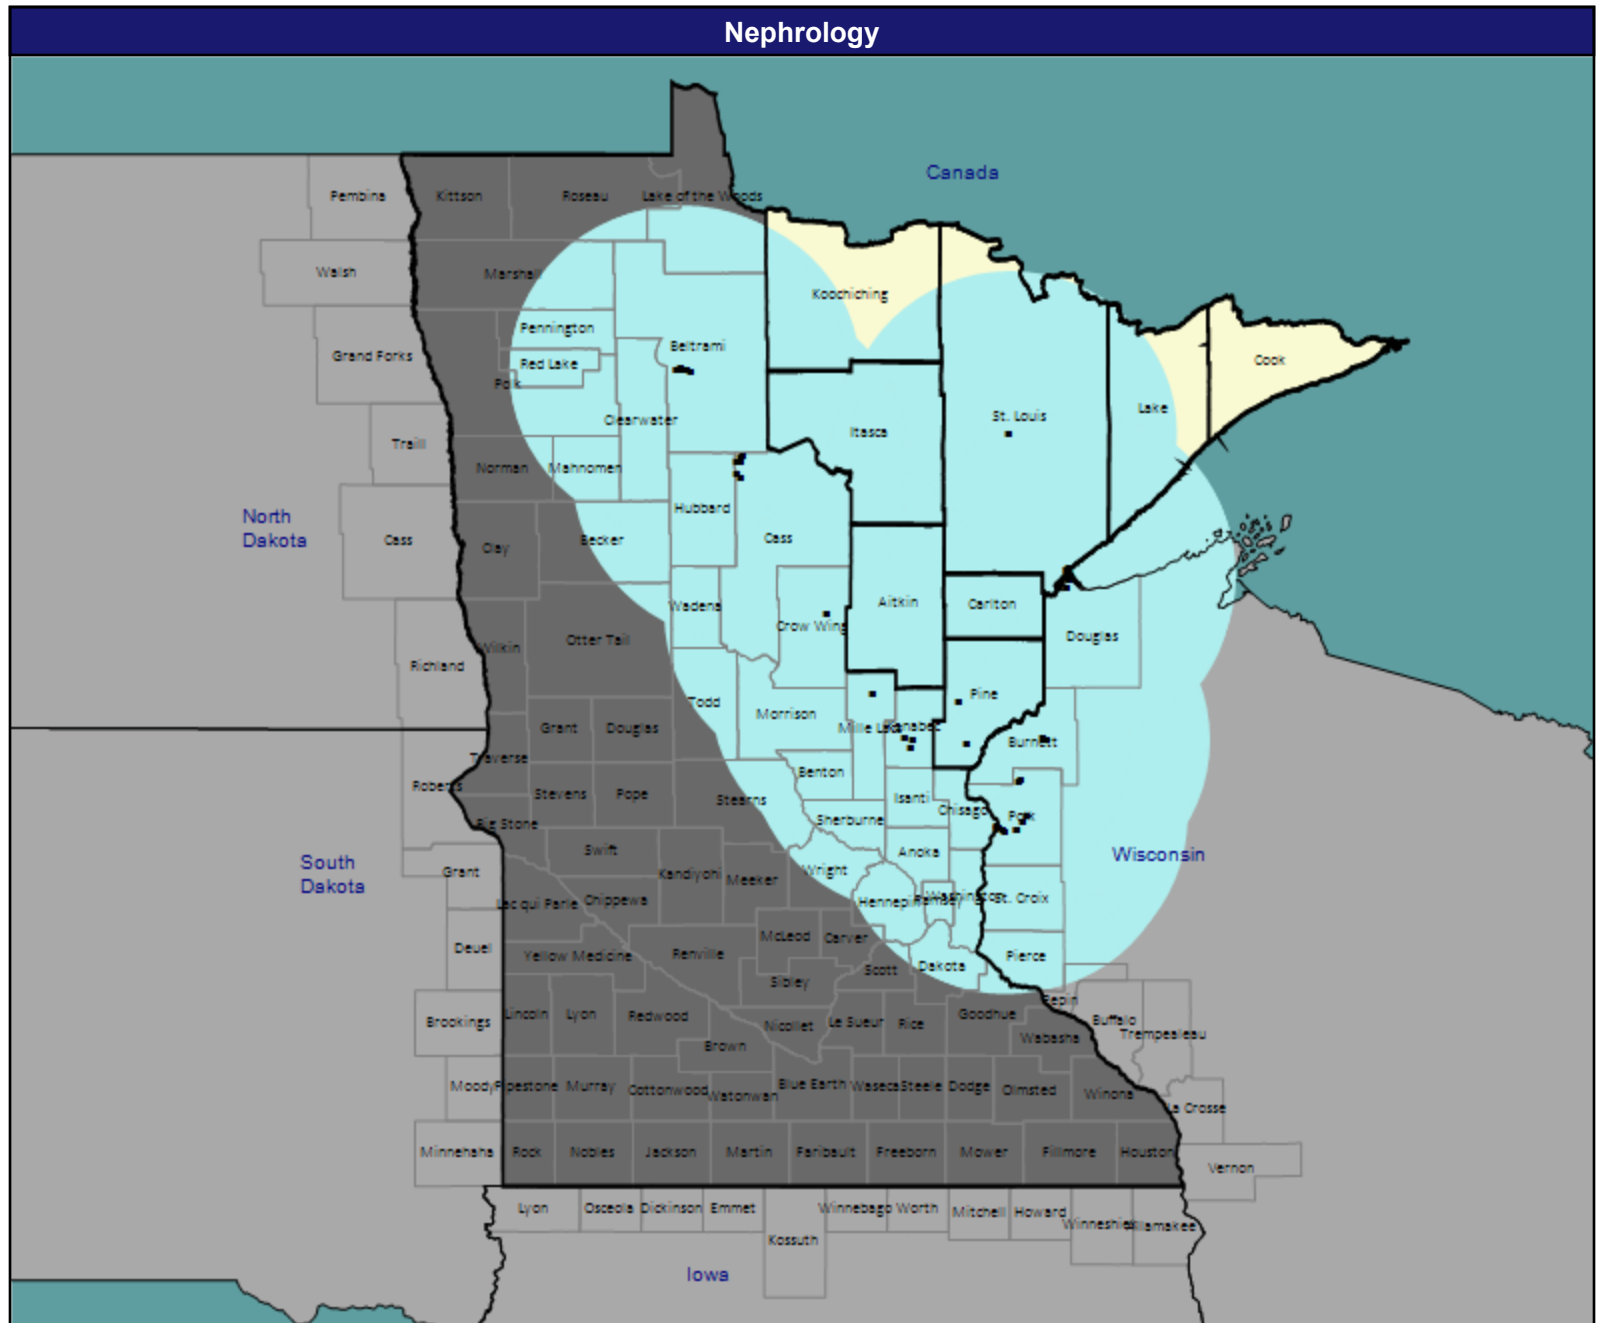 Nephrology
Canada
Pembina
Kittson
Roseau
Lake of the Woods
Walsh
Marshall
Koochiching
Pennington
Grand Forks
Beltrami
Red Lake
Cook
Polk
Lake
St. Louis
Clearwater
Itasca
Traill
Norman
Mahnomen
Hubbard
North
Dakota
Cass
Clay
Becker
Cass
Wadena
Aitkin
Carlton
Crow Wing
Douglas
Otter Tail
Wilkin
Richland
Pine
Todd
Morrison
Grant
Douglas
Mille Lacs
Kanabec
Burnett
Traverse
Benton
Roberts
Stevens
Pope
Stearns
Isanti
Chisago
Polk
Big Stone
Sherburne
Swift
Anoka
Wisconsin
South
Dakota
Grant
Kandiyohi
Meeker
Wright
Lac qui Parle
Chippewa
Hennepin
Ramsey
Washington
St. Croix
McLeod
Carver
Deuel
Yellow Medicine
Renville
Scott
Dakota
Pierce
Sibley
Pepin
Brookings
Lincoln
Lyon
Redwood
Nicollet
Le Sueur
Rice
Goodhue
Wabasha
Buffalo
Trempealeau
Brown
Moody
Pipestone
Murray
Cottonwood
Watonwan
Blue Earth
Waseca
Steele
Dodge
Olmsted
Winona
La Crosse
Minnehaha
Rock
Nobles
Jackson
Martin
Faribault
Freeborn
Mower
Fillmore
Houston
Vernon
Lyon
Osceola
Dickinson
Emmet
Winnebago
Worth
Mitchell
Howard
Winneshiek
Allamakee
Kossuth
Iowa